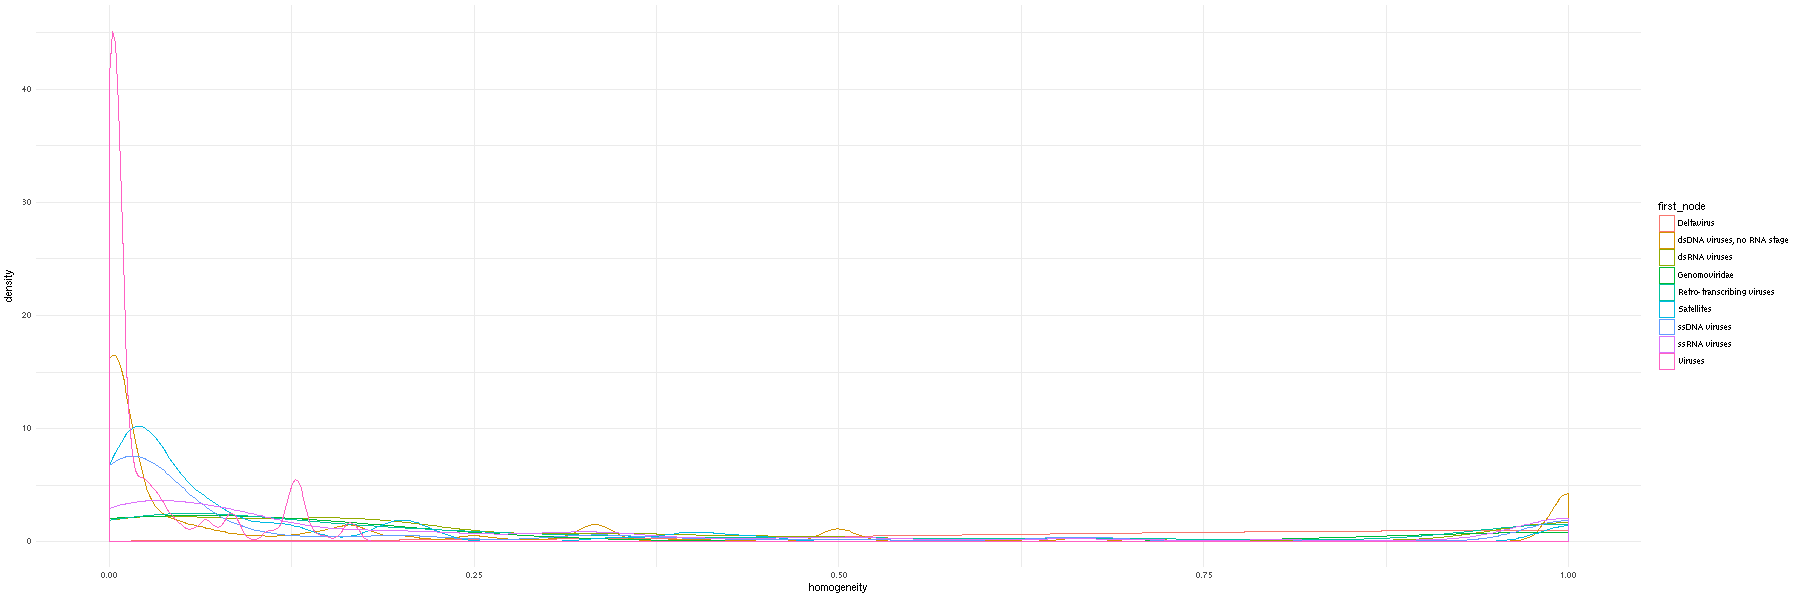 40
30
20
10
0
density
0.00
0.25
0.50
0.75
1.00
homogeneity
first_node
Deltavirus
dsDNA viruses, no RNA stage
dsRNA viruses
Genomoviridae
Retro-transcribing viruses
Satellites
ssDNA viruses
ssRNA viruses
Viruses